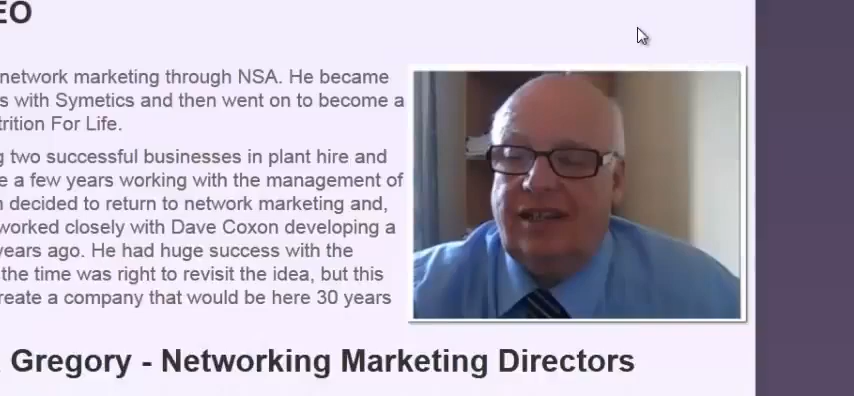 EO
network marketing through NSA. He became
s with Symetics and then went on to become a
trition For Life.
g two successful businesses in plant hire and
e a few years working with the management of
n decided to return to network marketing and,
worked closely with Dave Coxon developing a
years ago. He had huge success with the
the time was right to revisit the idea, but this
reate a company that would be here 30 years
Gregory - Networking Marketing Directors